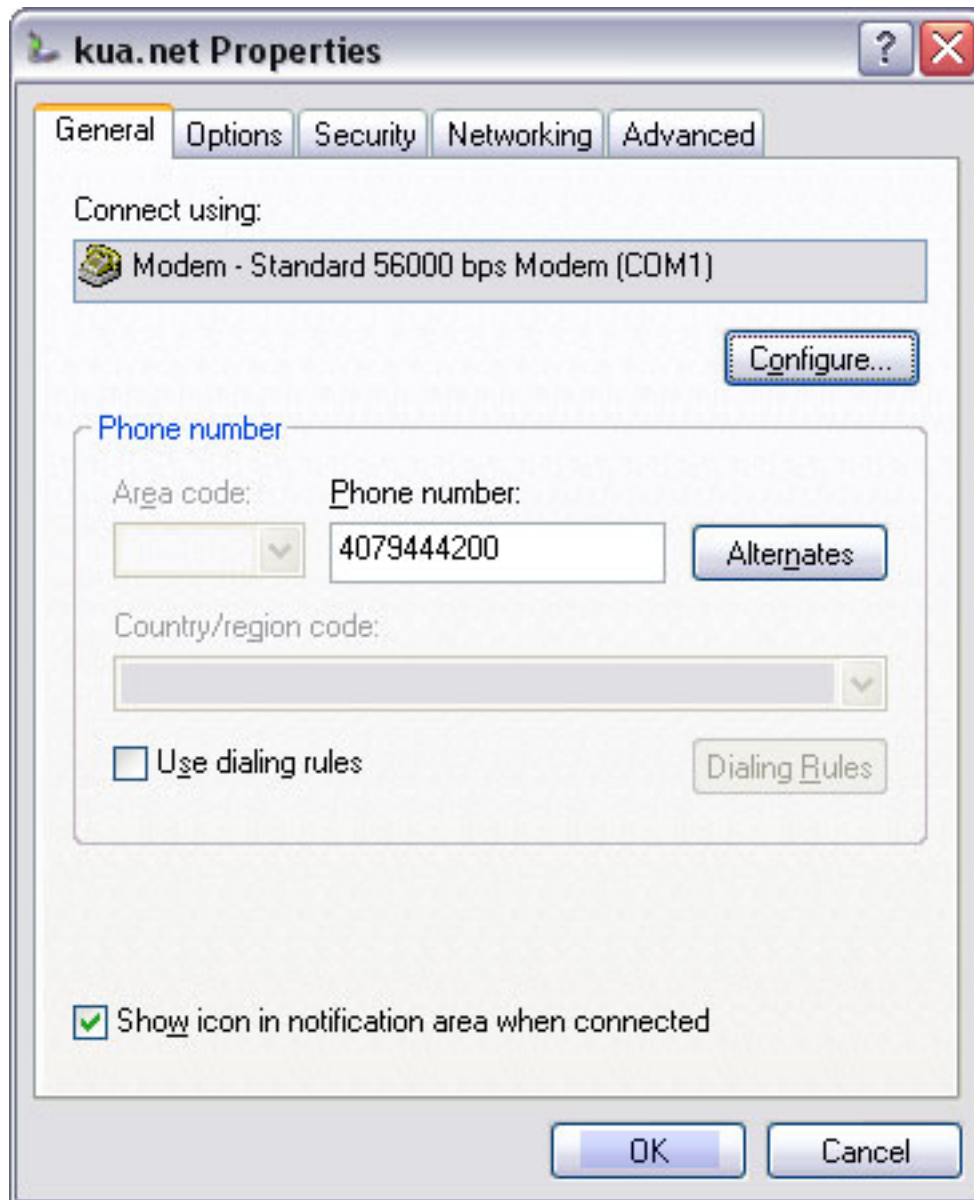 kua.net Properties
General Options Security Networking Advanced
Connect using:
Modem - Standard 56000 bps Modem (COM1)
Configure...
Phone number
Area code: Phone number:
4079444200 Alternates
Country/region code:
Use dialing rules Dialing Rules
Show icon in notification area when connected
OK Cancel